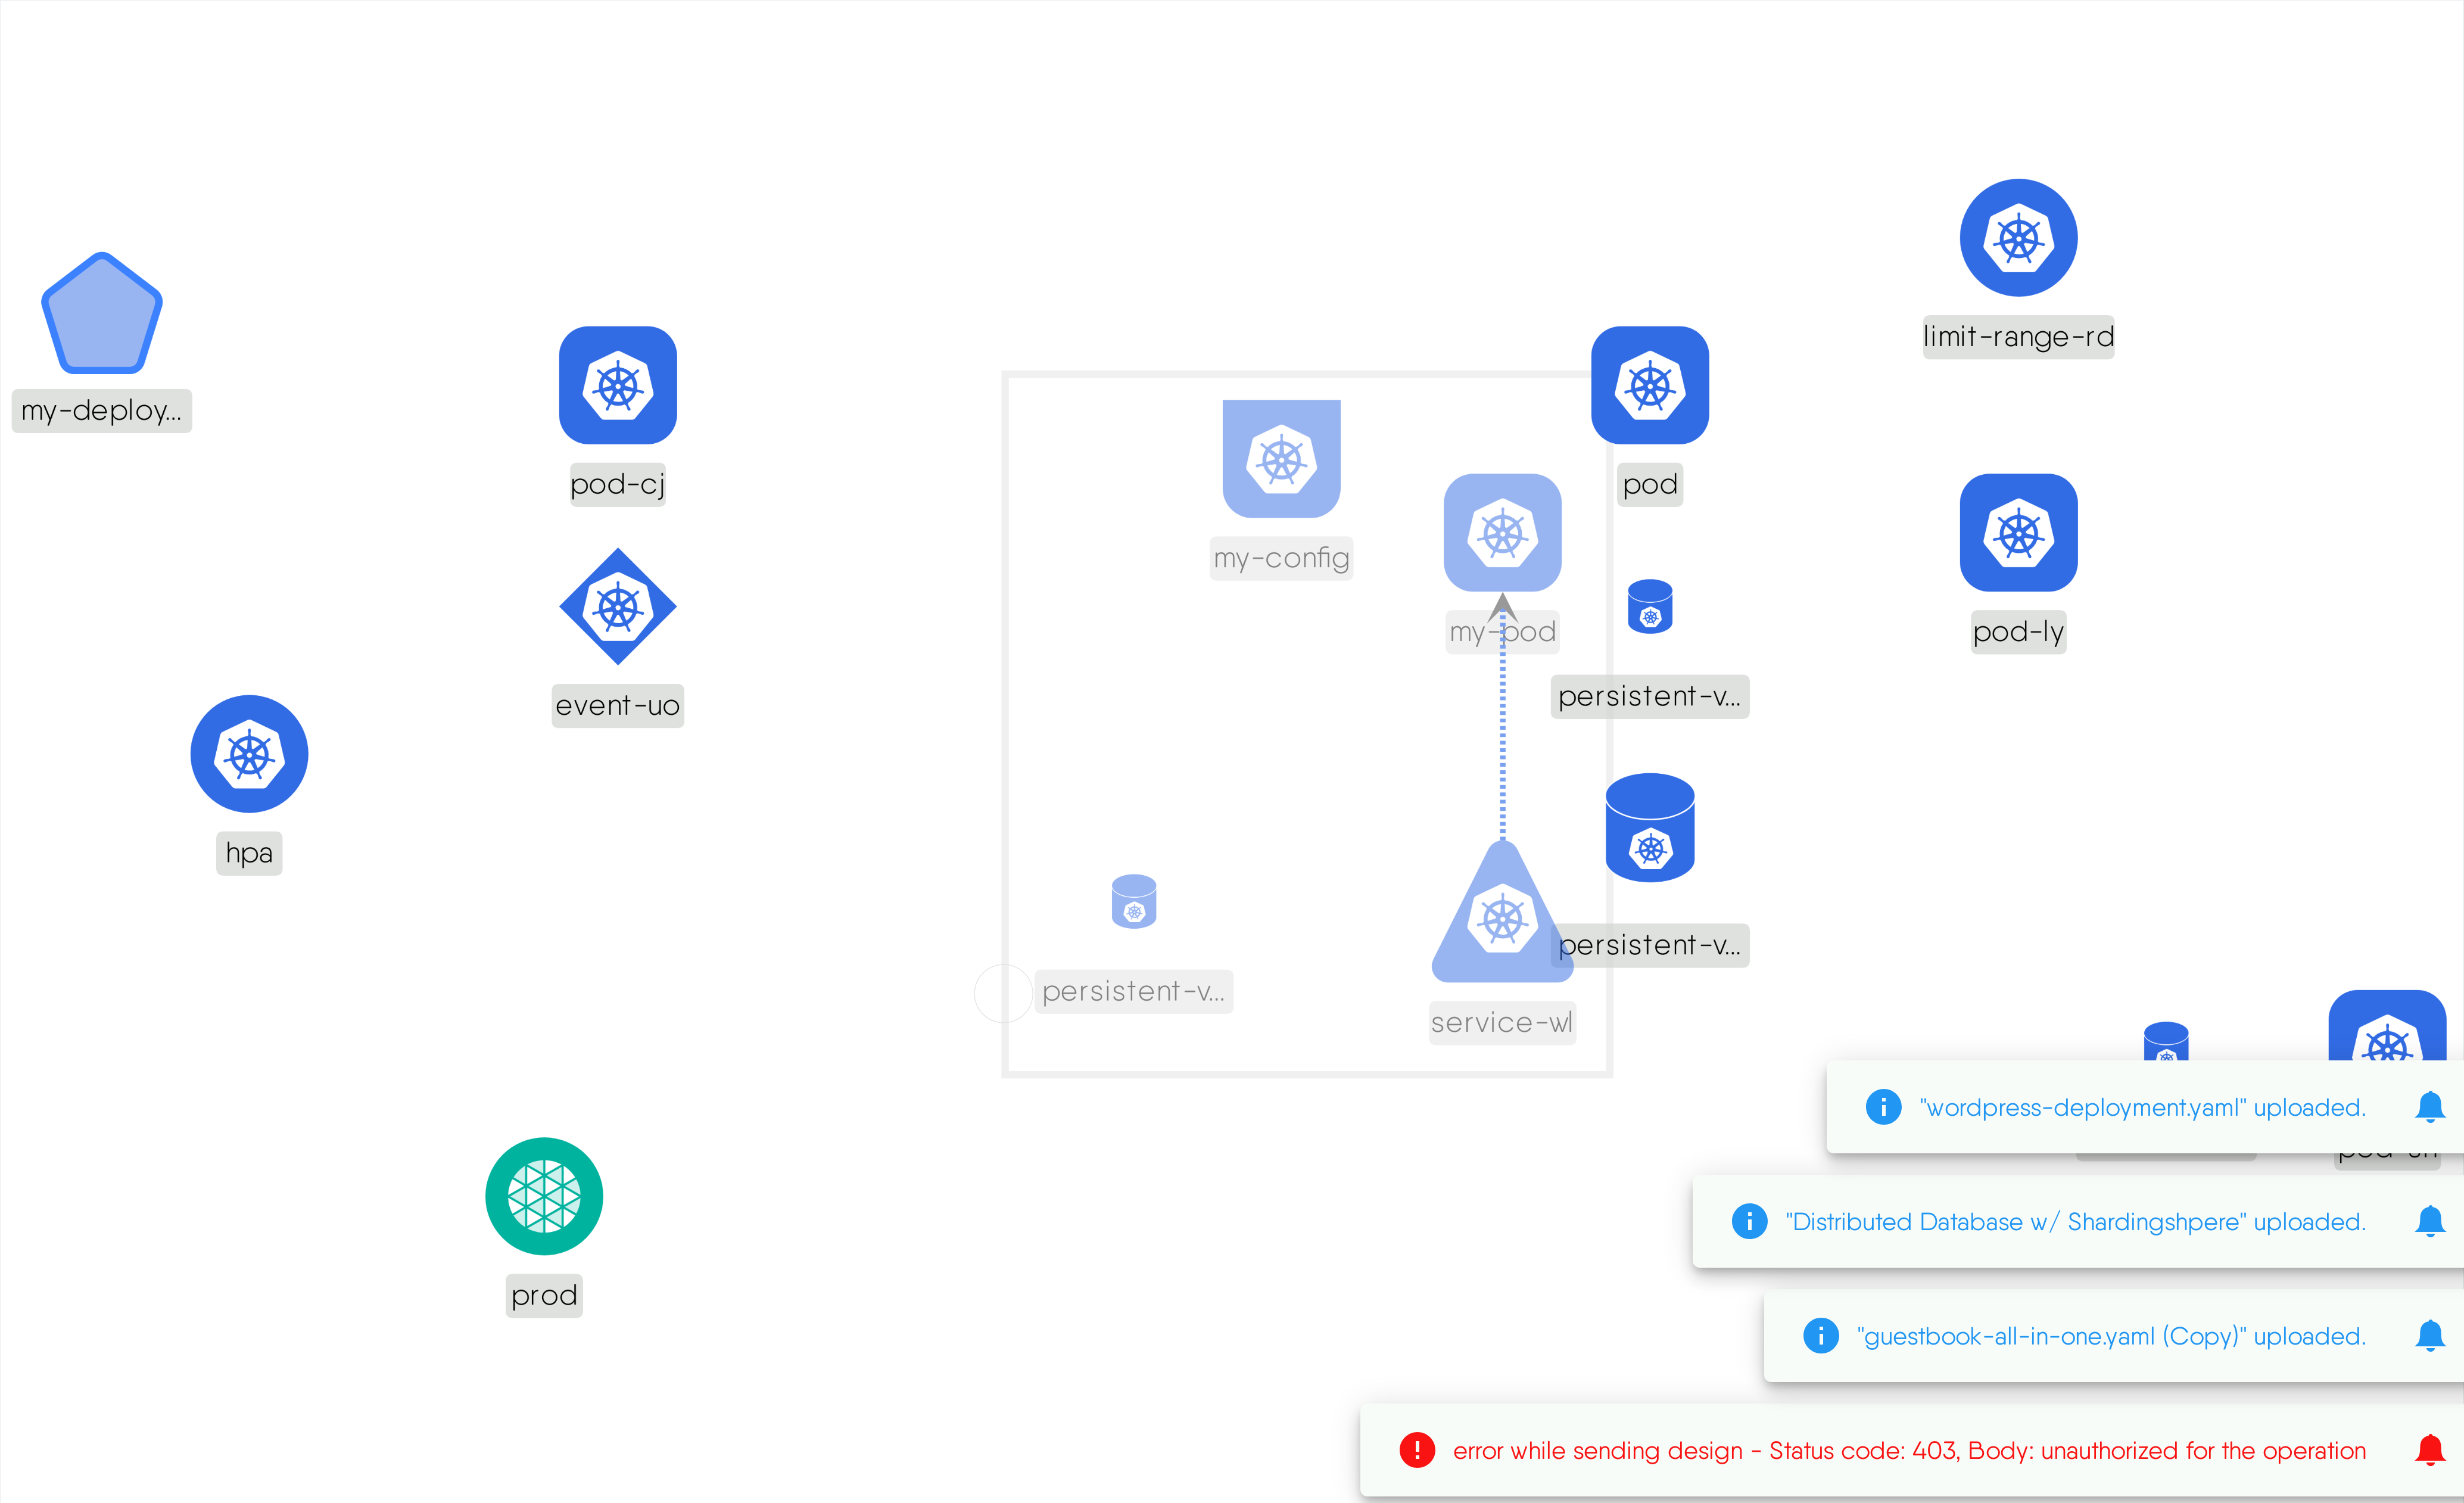 limit-range-rd
my-deploy...
pod-cj
pod
my-config
my-pod
pod-ly
persistent-v...
event-uo
hpa
persistent-v...
persistent-v...
service-wl
"wordpress-deployment.yaml" uploaded.
"Distributed Database w/ Shardingshpere" uploaded.
prod
"guestbook-all-in-one.yaml (Copy)" uploaded.
error while sending design - Status code: 403, Body: unauthorized for the operation